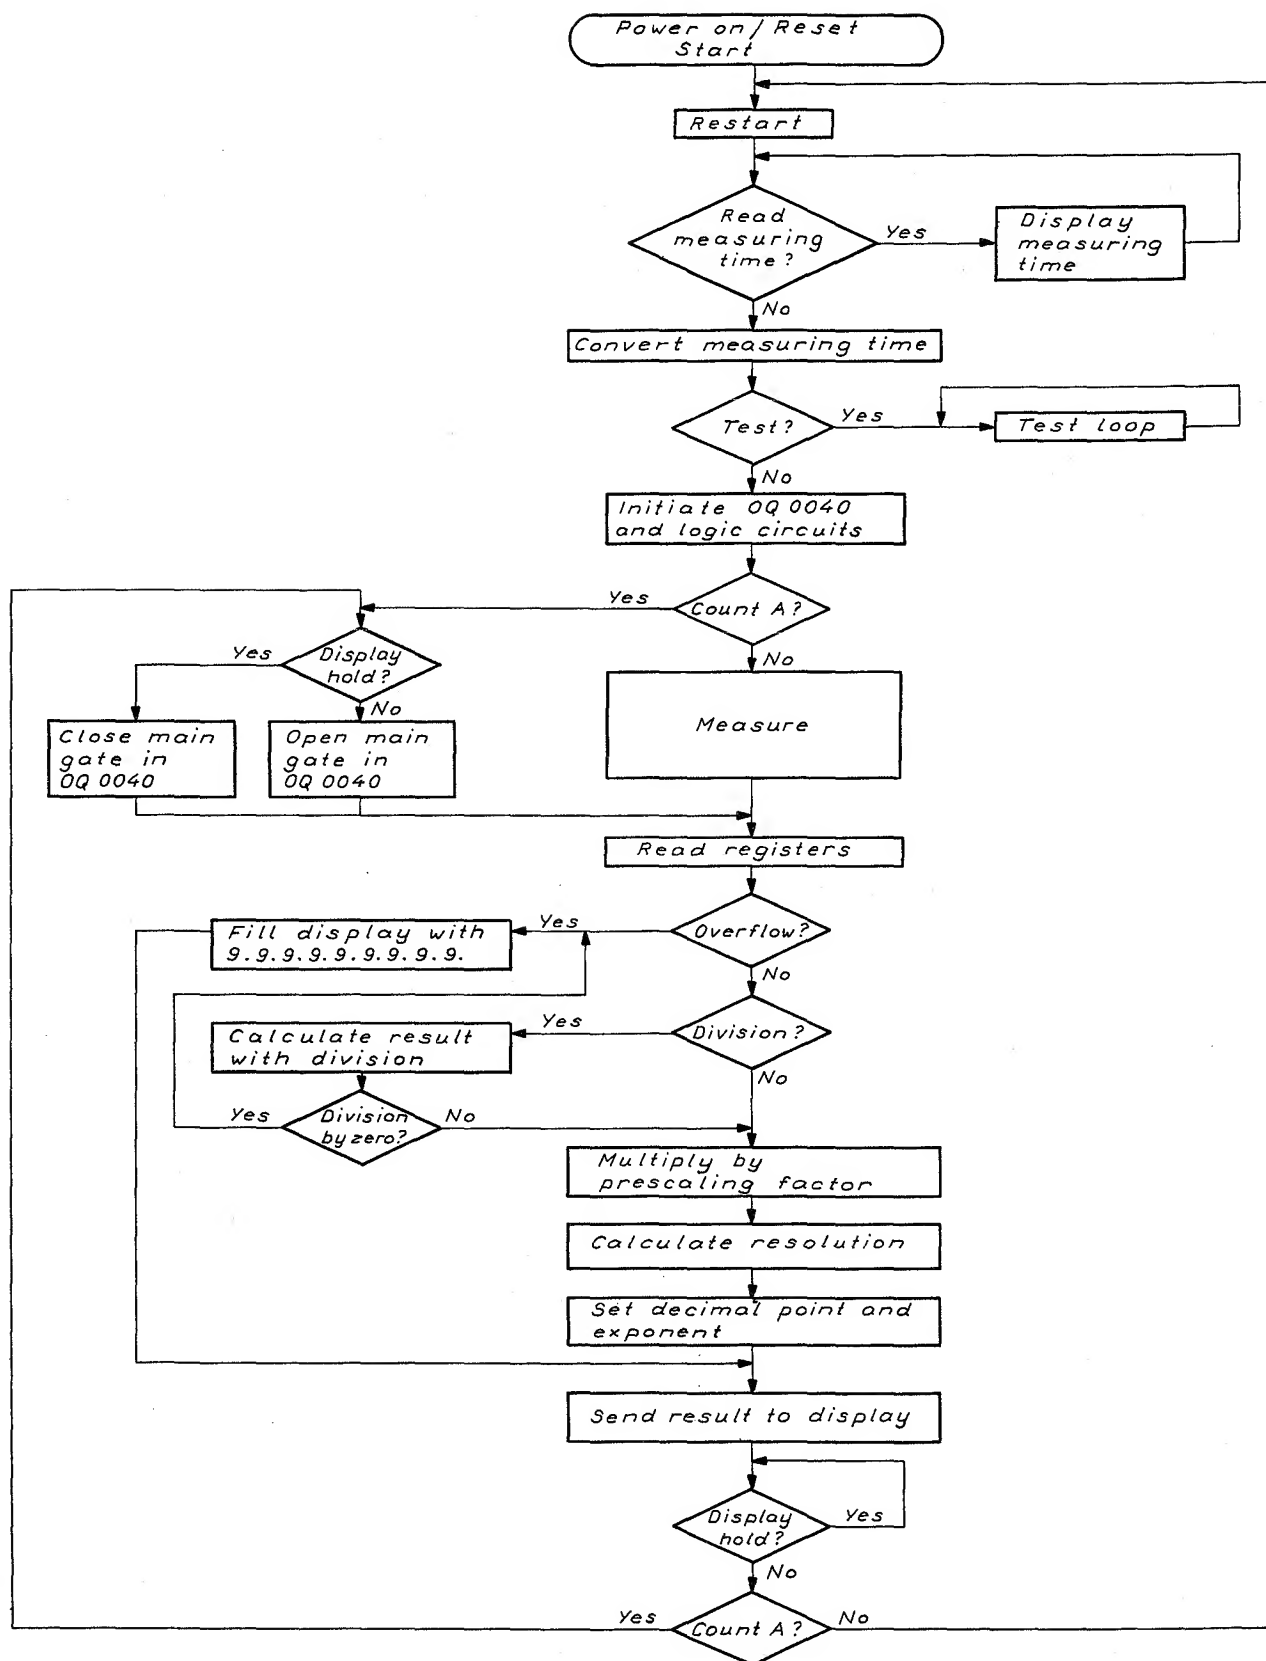 Power on / Reset
Start
Restart
Read
measuring
time?
Yes
Display
measuring
time
No
Convert measuring time
Test?
Yes
Test loop
No
Initiate OQ 0040
and logic circuits
Count A?
Yes
No
Display
hold?
Yes
No
Close main
gate in
OQ 0040
Open main
gate in
OQ 0040
Measure
Read registers
Overflow?
Yes
No
Fill display with
9.9.9.9.9.9.9.9.9.
Division?
Yes
No
Calculate result
with division
Division
by zero?
Yes
No
Multiply by
prescaling factor
Calculate resolution
Set decimal point and
exponent
Send result to display
Display
hold?
Yes
No
Count A?
Yes
No